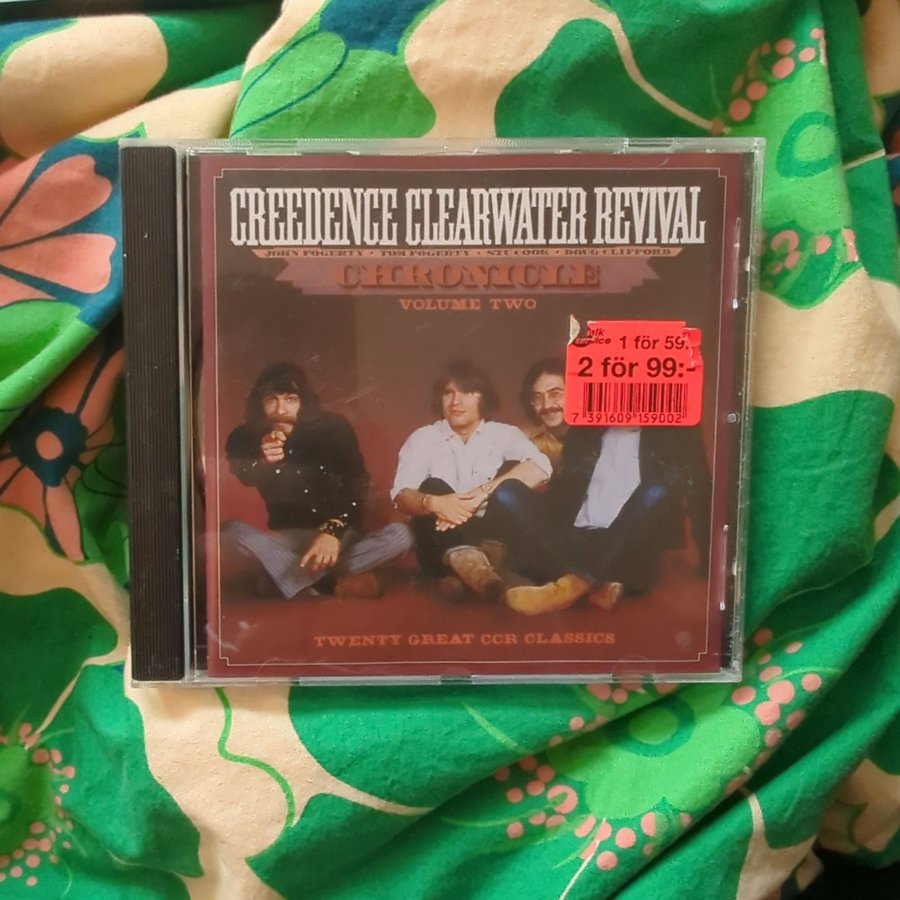 CREEDENCE CLEARWATER REVIVAL
JOHN FOGERTY • TOM FOGERTY • STU COOK • DOUG CLIFFORD
CHRONICLE
VOLUME TWO
1 för 59:-
2 för 99:-
7 391609 159002
TWENTY GREAT CCR CLASSICS